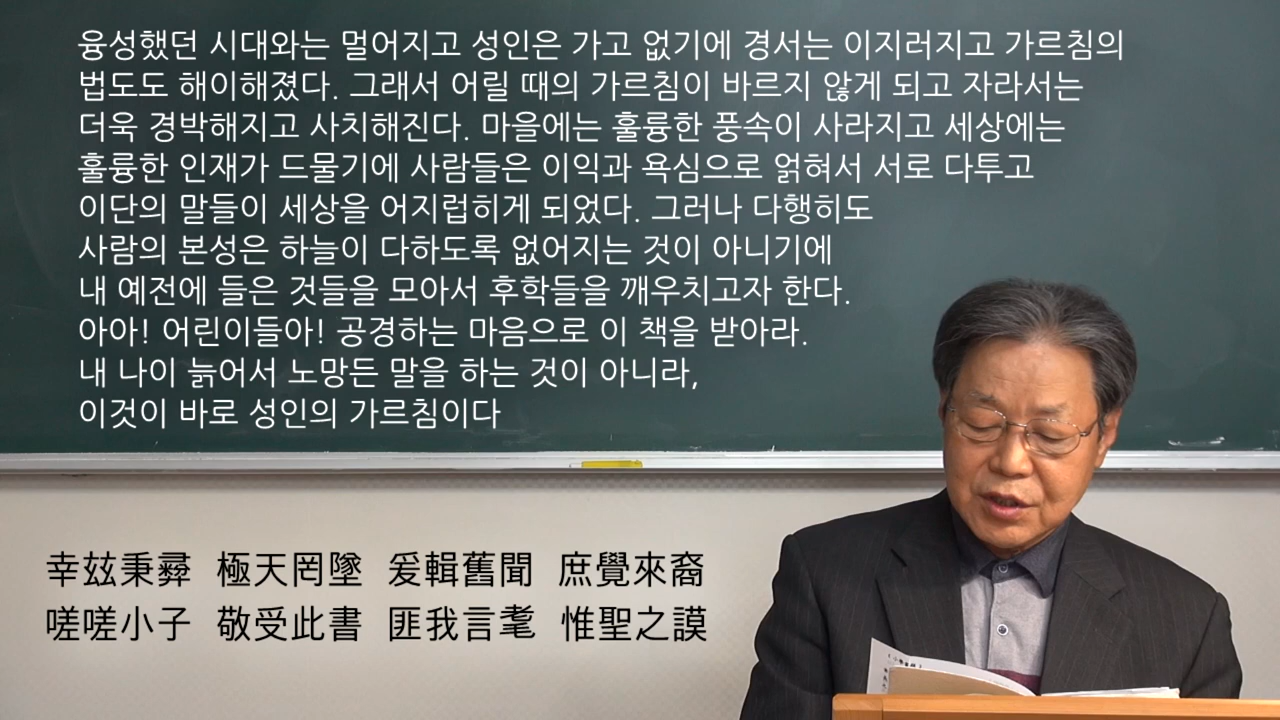 융성했던 시대와는 멀어지고 성인은 가고 없기에 경서는 이지러지고 가르침의
법도도 해이해졌다. 그래서 어릴 때의 가르침이 바르지 않게 되고 자라서는
더욱 경박해지고 사치해진다. 마을에는 훌륭한 풍속이 사라지고 세상에는
훌륭한 인재가 드물기에 사람들은 이익과 욕심으로 얽혀서 서로 다투고
이단의 말들이 세상을 어지럽히게 되었다. 그러나 다행히도
사람의 본성은 하늘이 다하도록 없어지는 것이 아니기에
내 예전에 들은 것들을 모아서 후학들을 깨우치고자 한다.
아아! 어린이들아! 공경하는 마음으로 이 책을 받아라.
내 나이 늙어서 노망든 말을 하는 것이 아니라,
이것이 바로 성인의 가르침이다
幸玆秉彛 極天罔墜 爰輯舊聞 庶覺來裔
嗟嗟小子 敬受此書 匪我言耄 惟聖之謨